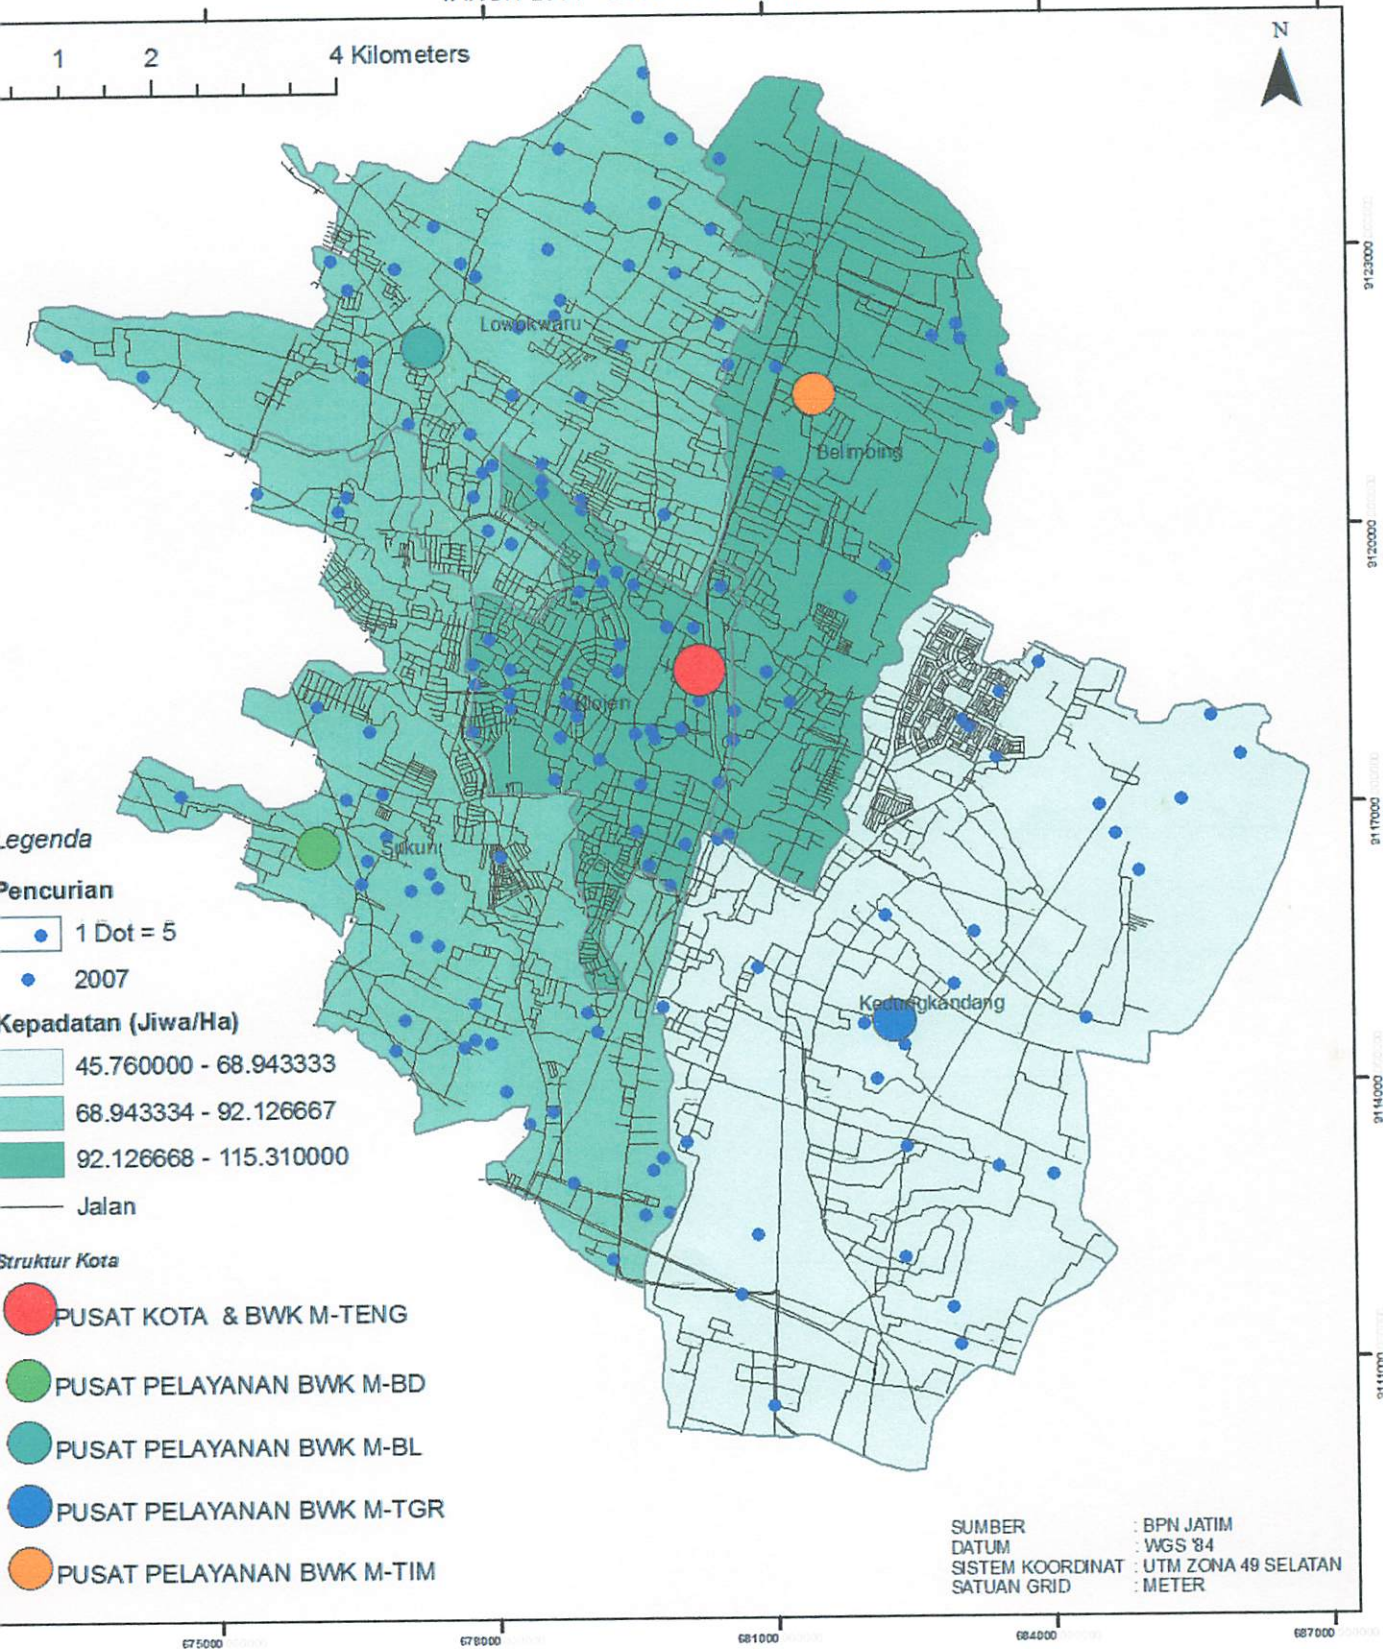 1 2 4 Kilometers
N
Lowokwaru
Belimbing
Klojen
Sukun
Kedungkandang
9123000
9120000
9117000
9114000
9111000
Legenda
Pencurian
1 Dot = 5
2007
Kepadatan (Jiwa/Ha)
45.760000 - 68.943333
68.943334 - 92.126667
92.126668 - 115.310000
Jalan
Struktur Kota
PUSAT KOTA & BWK M-TENG
PUSAT PELAYANAN BWK M-BD
PUSAT PELAYANAN BWK M-BL
PUSAT PELAYANAN BWK M-TGR
PUSAT PELAYANAN BWK M-TIM
SUMBER : BPN JATIM
DATUM : WGS '84
SISTEM KOORDINAT : UTM ZONA 49 SELATAN
SATUAN GRID : METER
675000 678000 681000 684000 687000